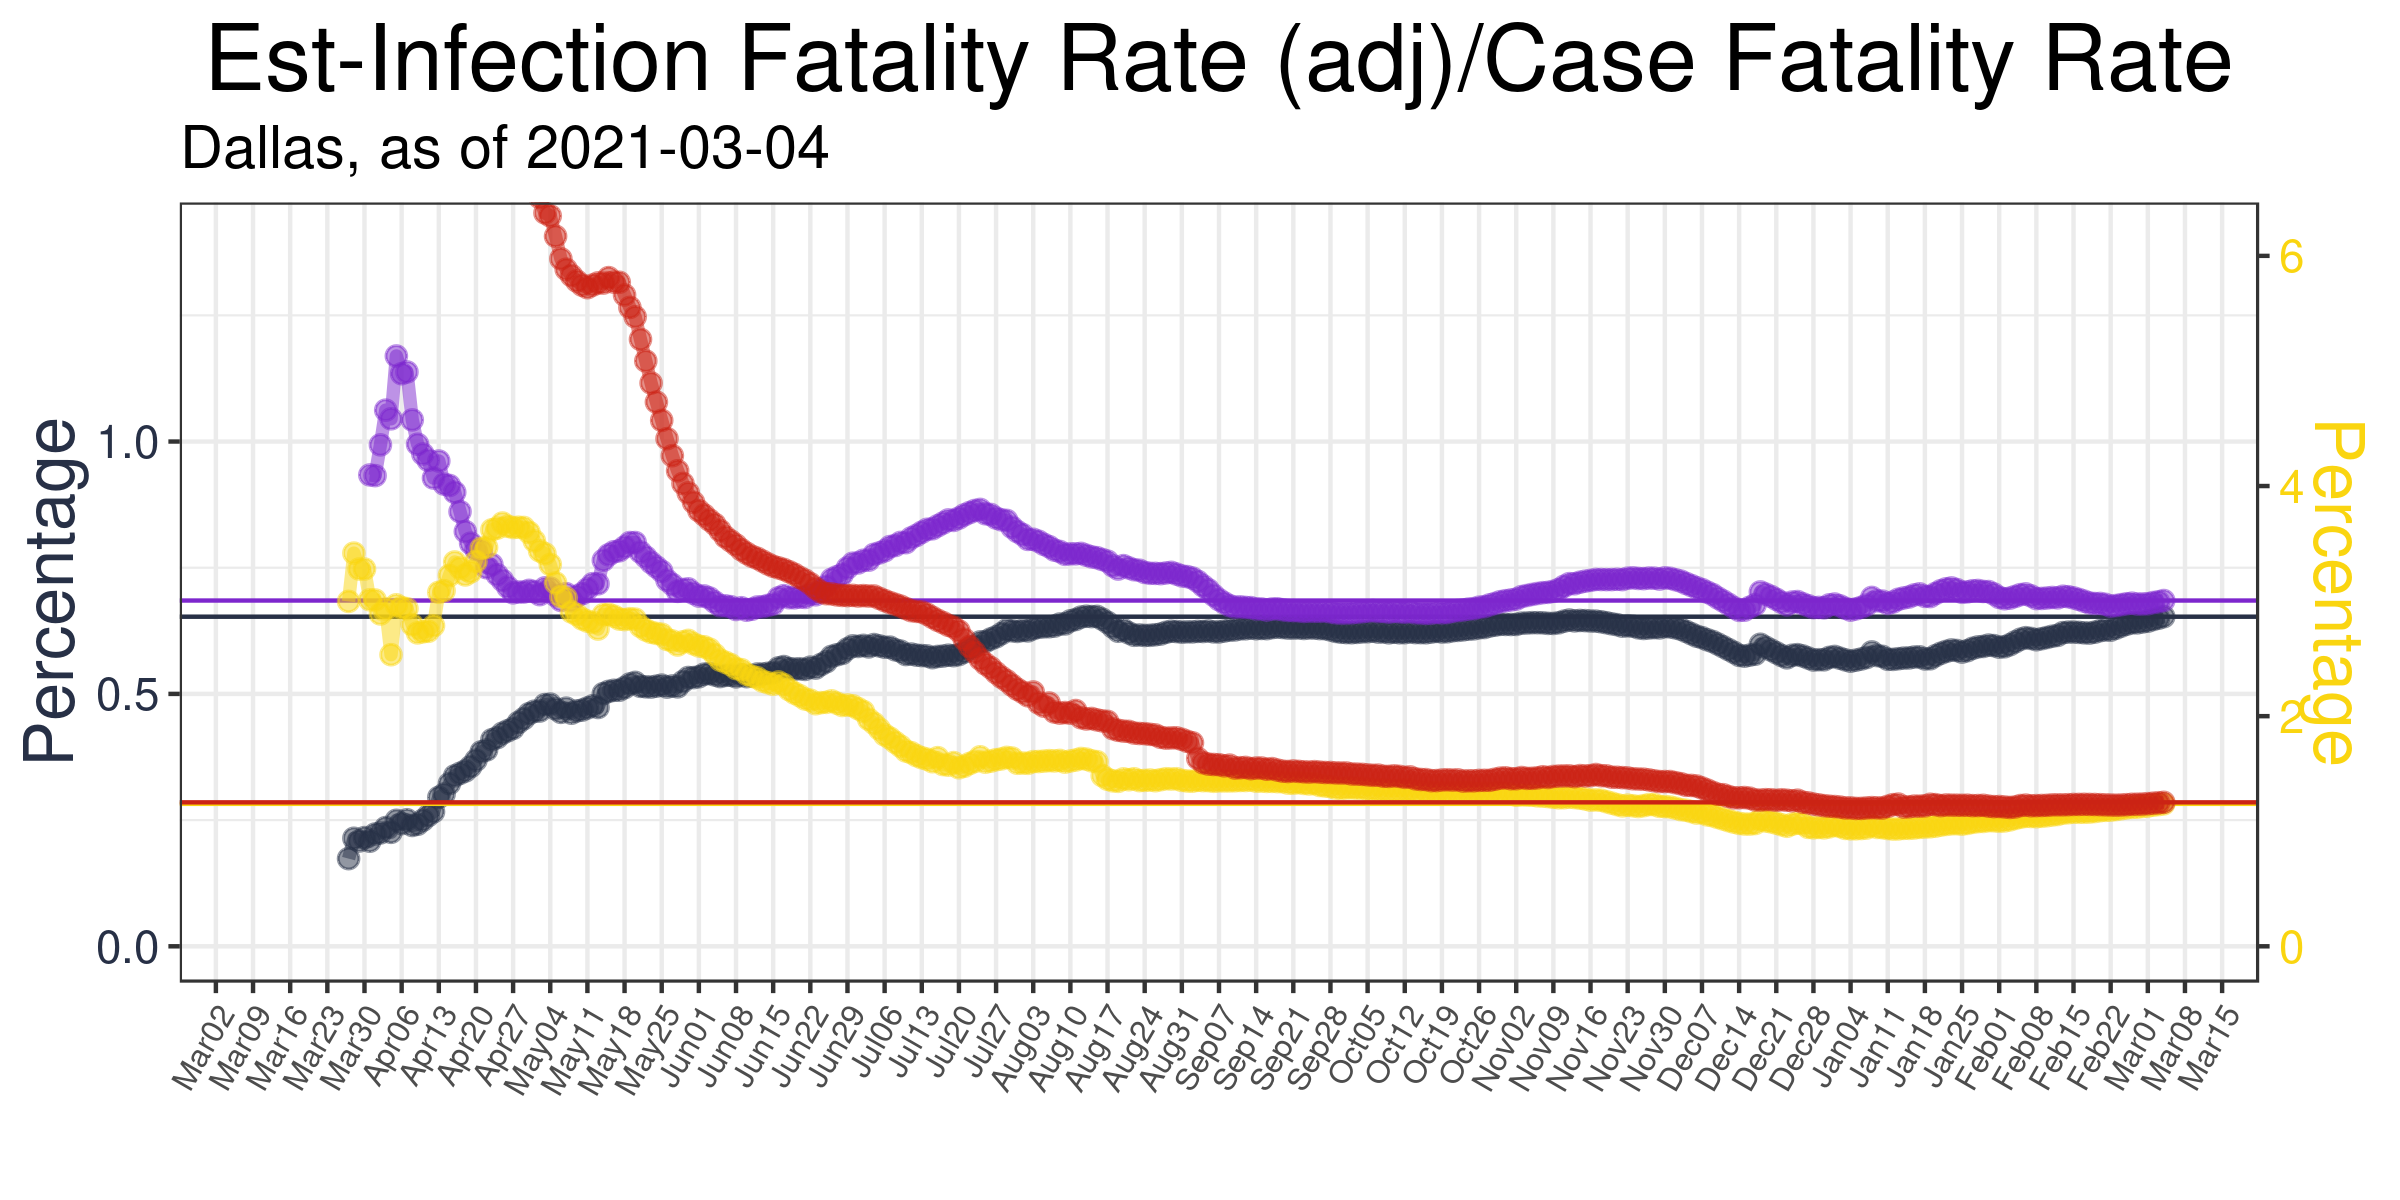 Est-Infection Fatality Rate (adj)/Case Fatality Rate
Dallas, as of 2021-03-04
Percentage
1.0
0.5
0.0
6
4
2
0
Percentage
Mar02 Mar09 Mar16 Mar23 Mar30 Apr06 Apr13 Apr20 Apr27 May04 May11 May18 May25 Jun01 Jun08 Jun15 Jun22 Jun29 Jul06 Jul13 Jul20 Jul27 Aug03 Aug10 Aug17 Aug24 Aug31 Sep07 Sep14 Sep21 Sep28 Oct05 Oct12 Oct19 Oct26 Nov02 Nov09 Nov16 Nov23 Nov30 Dec07 Dec14 Dec21 Dec28 Jan04 Jan11 Jan18 Jan25 Feb01 Feb08 Feb15 Feb22 Mar01 Mar08 Mar15